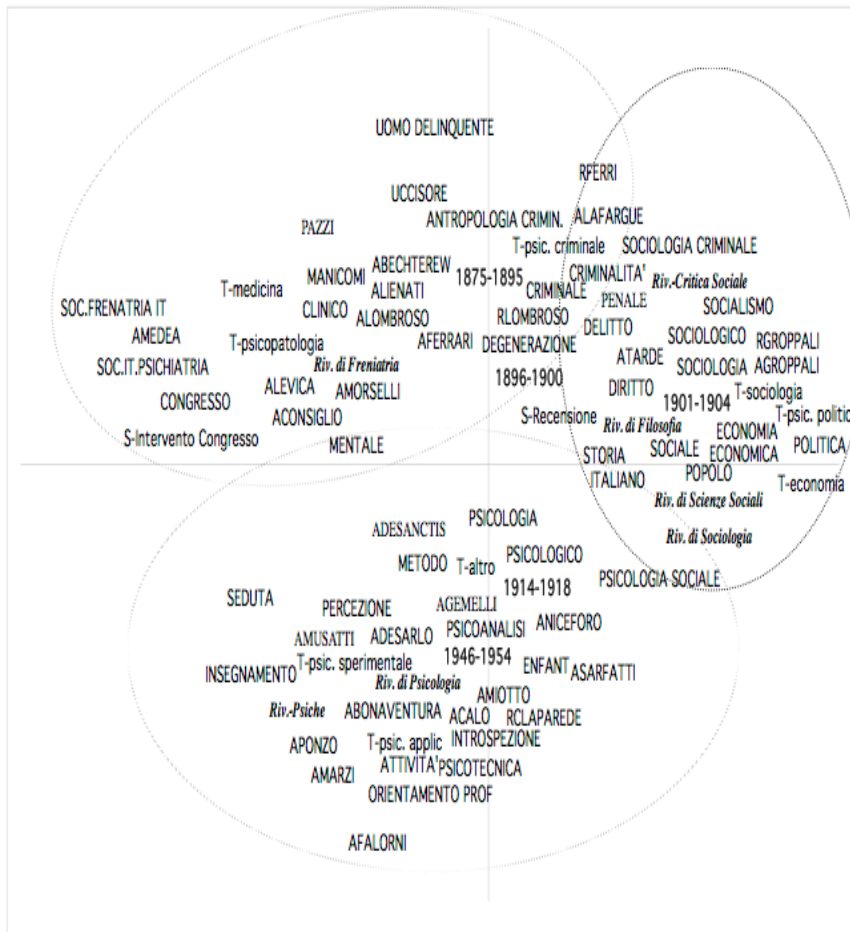 UOMO DELINQUENTE
RFERRI
UCCISORE
ANTROPOLOGIA CRIMIN.
ALAFARGUE
PAZZI
T-psic. criminale
SOCIOLOGIA CRIMINALE
ABECHTEREW
MANICOMI
1875-1895
CRIMINALITA'
Riv.-Critica Sociale
T-medicina
ALIENATI
CRIMINALE
PENALE
SOC.FRENATRIA IT
CLINICO
ALOMBROSO
RLOMBROSO
SOCIALISMO
DELITTO
AMEDEA
T-psicopatologia
AFERRARI
DEGENERAZIONE
SOCIOLOGICO
RGROPPALI
ATARDE
SOC.IT.PSICHIATRIA
Riv. di Freniatria
SOCIOLOGIA
AGROPPALI
1896-1900
ALEVICA
AMORSELLI
DIRITTO
T-sociologia
CONGRESSO
1901-1904
ACONSIGLIO
S-Recensione
T-psic. politic
Riv. di Filosofia
ECONOMIA
S-Intervento Congresso
MENTALE
SOCIALE
POLITICA
STORIA
ECONOMICA
ITALIANO
POPOLO
T-economia
Riv. di Scienze Sociali
PSICOLOGIA
ADESANCTIS
Riv. di Sociologia
METODO
T-altro
PSICOLOGICO
1914-1918
PSICOLOGIA SOCIALE
SEDUTA
PERCEZIONE
AGEMELLI
AMUSATTI
ADESARLO
PSICOANALISI
ANICEFORO
1946-1954
T-psic. sperimentale
INSEGNAMENTO
ENFANT
ASARFATTI
Riv. di Psicologia
AMIOTTO
Riv.-Psiche
ABONAVENTURA
ACALO
RCLAPAREDE
APONZO
T-psic. applic
INTROSPEZIONE
AMARZI
ATTIVITA'
PSICOTECNICA
ORIENTAMENTO PROF
AFALORNI